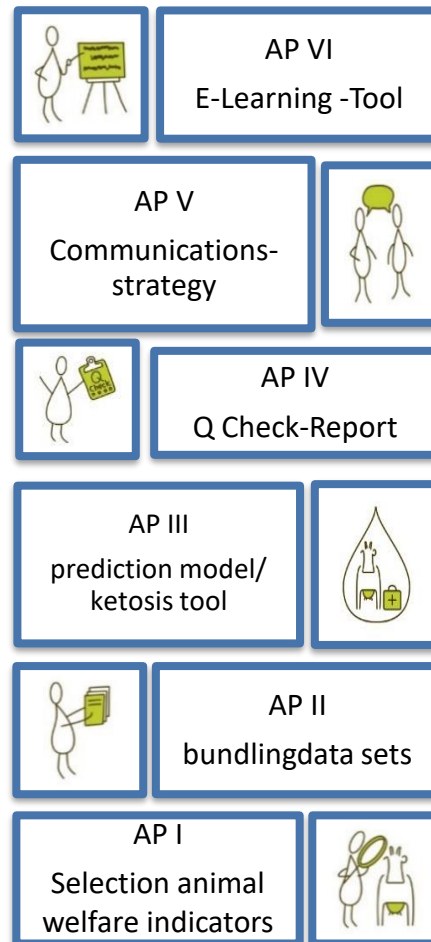 AP VI
E-Learning -Tool
AP V
Communications-
strategy
Q
Check
AP IV
Q Check-Report
AP III
prediction model/
ketosis tool
AP II
bundlingdata sets
AP I
Selection animal
welfare indicators